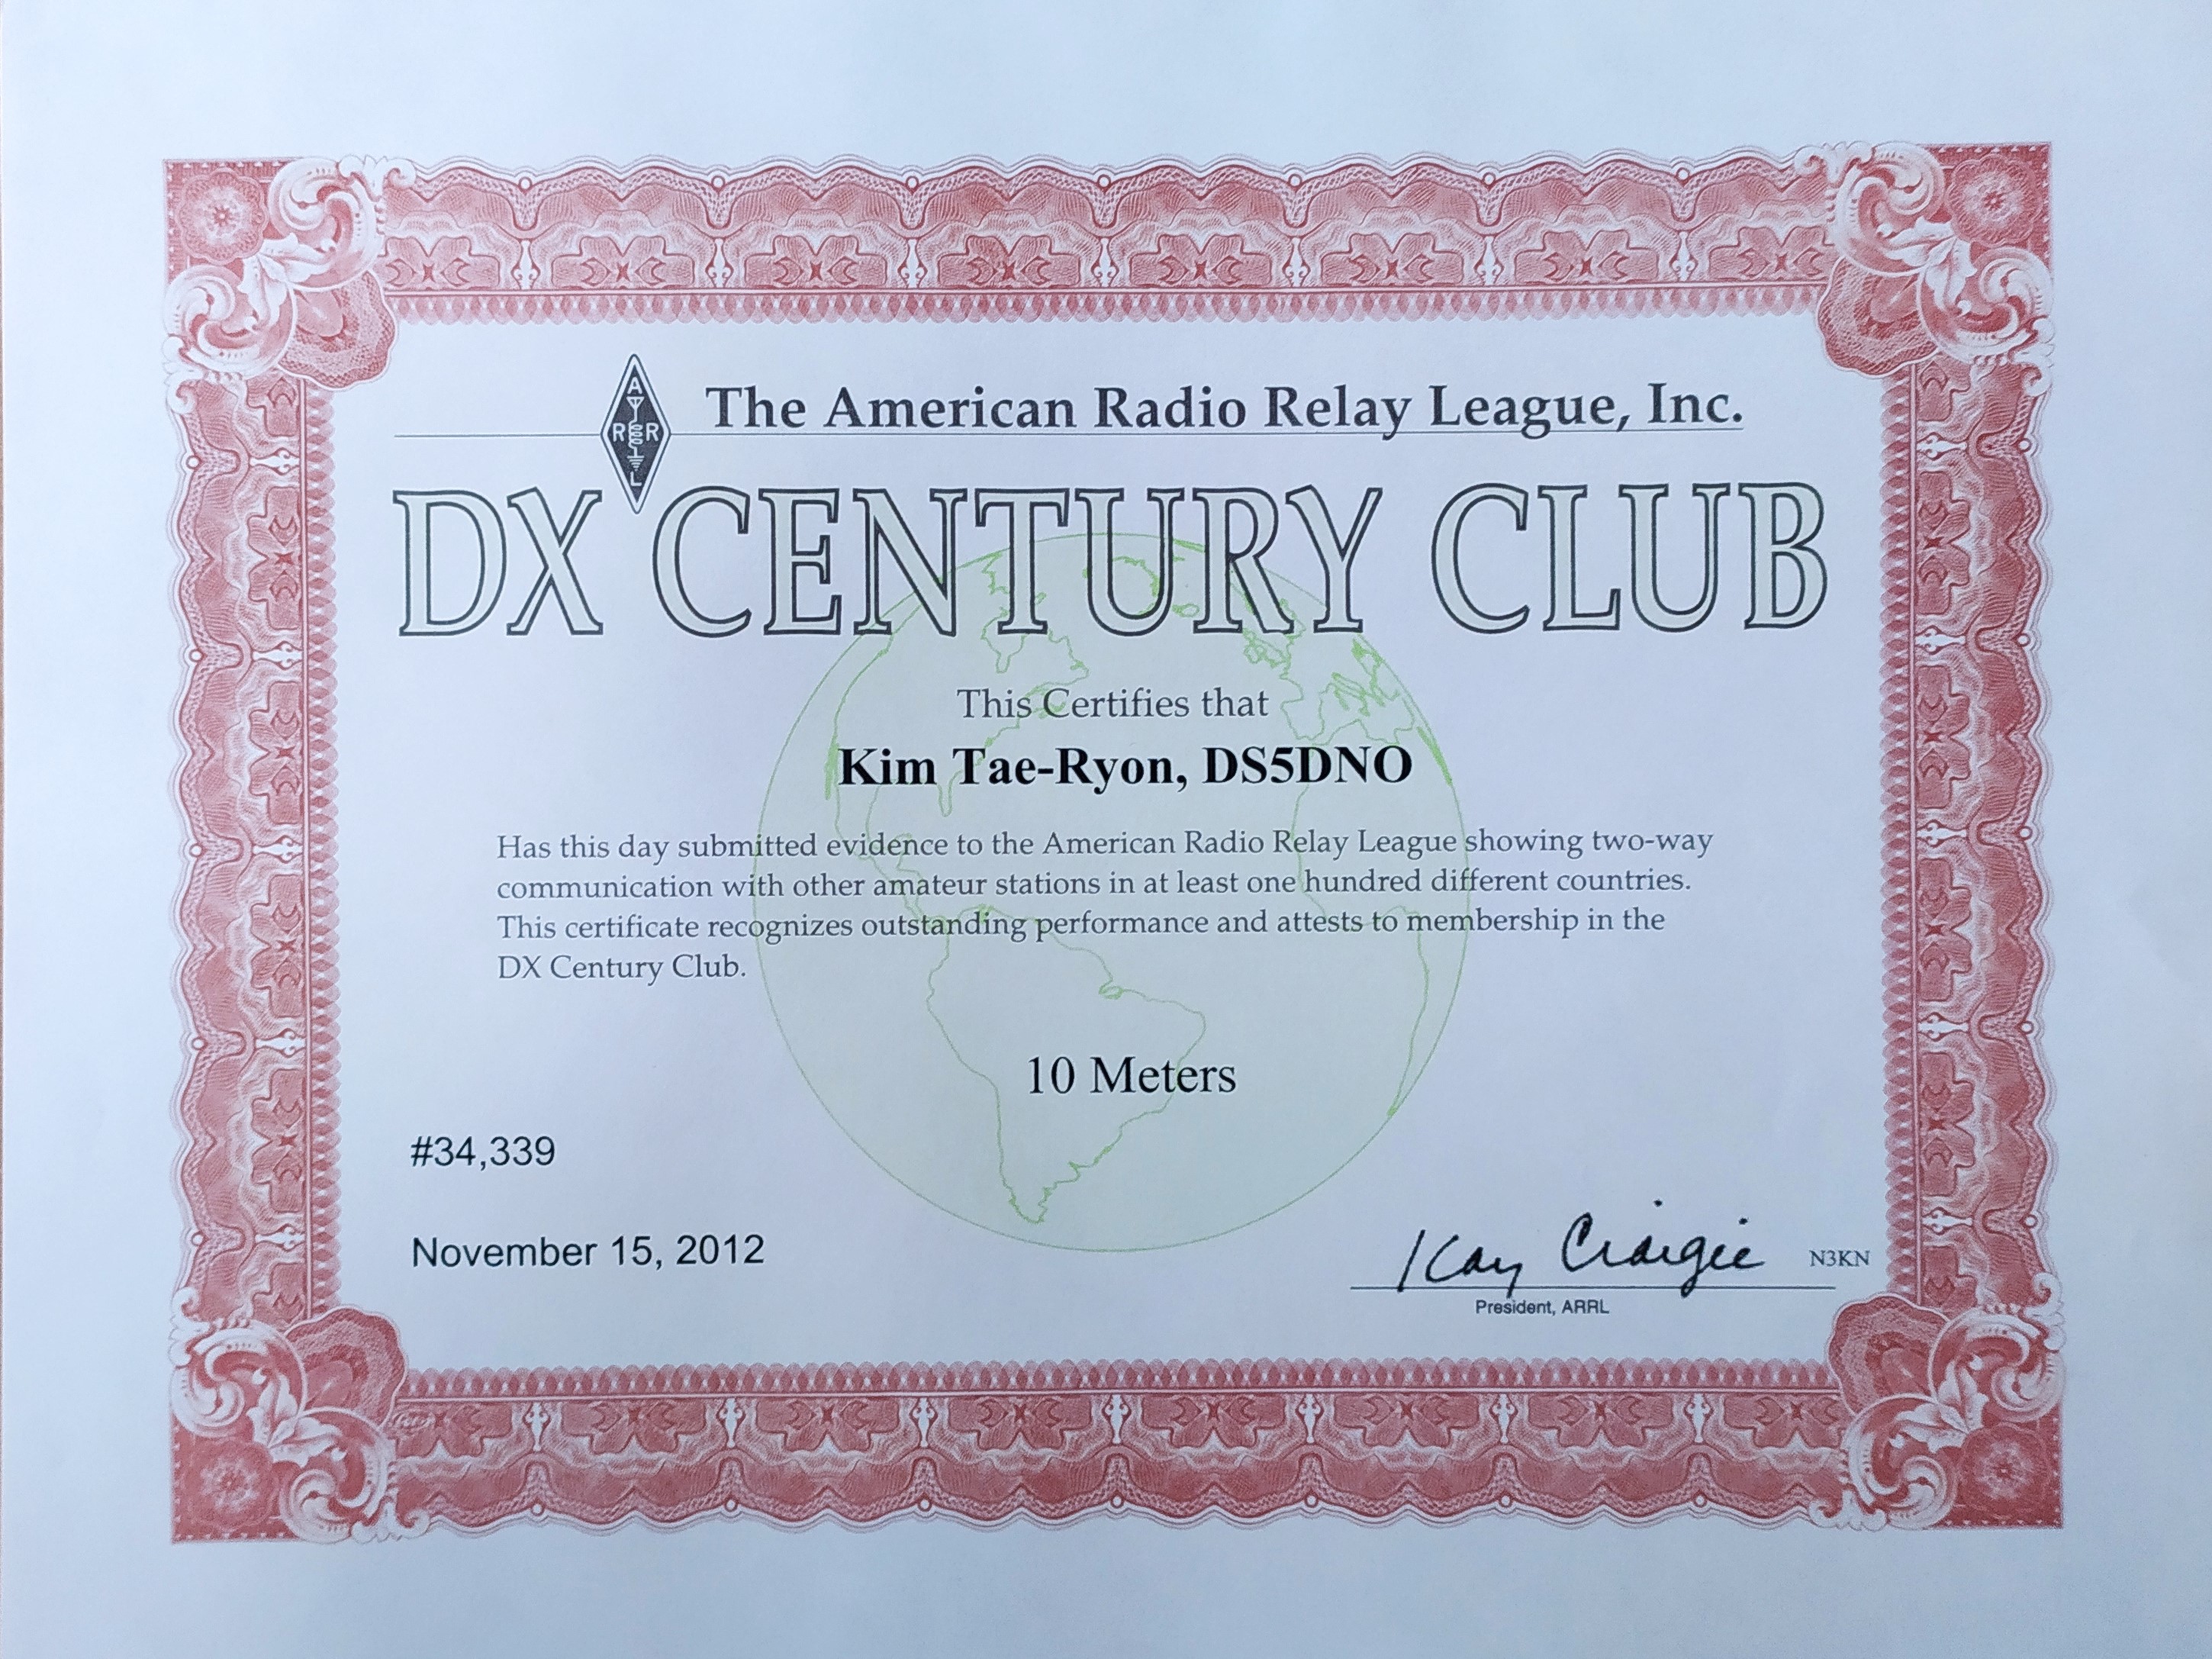 The American Radio Relay League, Inc.
A
R R
L
DX CENTURY CLUB
This Certifies that
Kim Tae-Ryon, DS5DNO
Has this day submitted evidence to the American Radio Relay League showing two-way
communication with other amateur stations in at least one hundred different countries.
This certificate recognizes outstanding performance and attests to membership in the
DX Century Club.
10 Meters
#34,339
November 15, 2012
Kay Craigie N3KN
President, ARRL